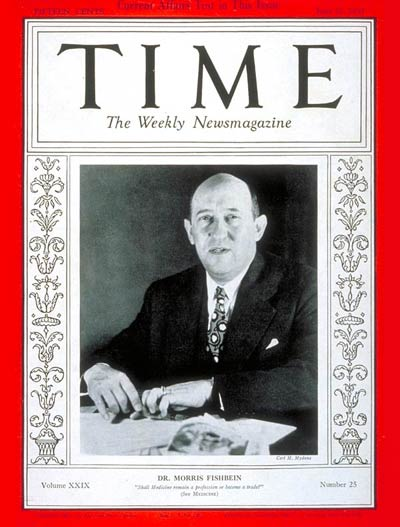 FIFTEEN CENTS
Current Affairs Test in This Issue
TIME
The Weekly Newsmagazine
Carl M. Mydans
DR. MORRIS FISHBEIN
"Shall Medicine remain a profession or become a trade?"
(See MEDICINE)
Volume XXIX
Number 25